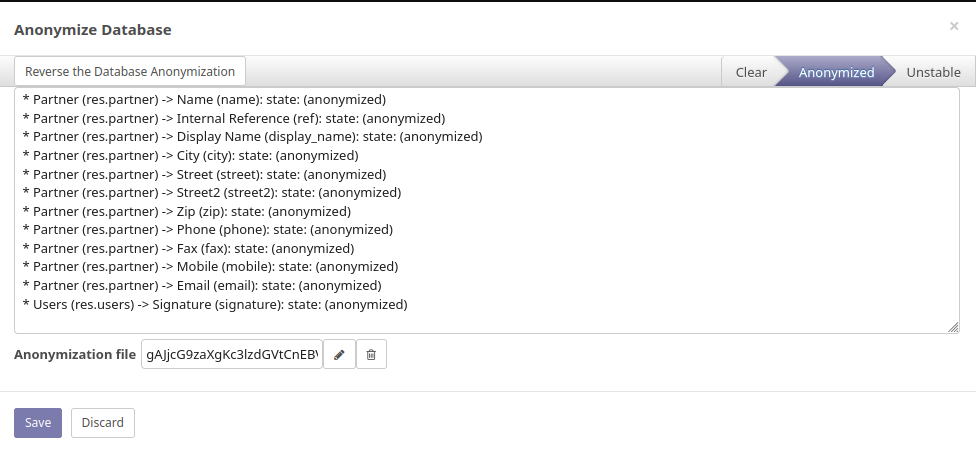 Anonymize Database
×
Reverse the Database Anonymization
Clear
Anonymized
Unstable
* Partner (res.partner) -> Name (name): state: (anonymized)
* Partner (res.partner) -> Internal Reference (ref): state: (anonymized)
* Partner (res.partner) -> Display Name (display_name): state: (anonymized)
* Partner (res.partner) -> City (city): state: (anonymized)
* Partner (res.partner) -> Street (street): state: (anonymized)
* Partner (res.partner) -> Street2 (street2): state: (anonymized)
* Partner (res.partner) -> Zip (zip): state: (anonymized)
* Partner (res.partner) -> Phone (phone): state: (anonymized)
* Partner (res.partner) -> Fax (fax): state: (anonymized)
* Partner (res.partner) -> Mobile (mobile): state: (anonymized)
* Partner (res.partner) -> Email (email): state: (anonymized)
* Users (res.users) -> Signature (signature): state: (anonymized)
Anonymization file
Save
Discard